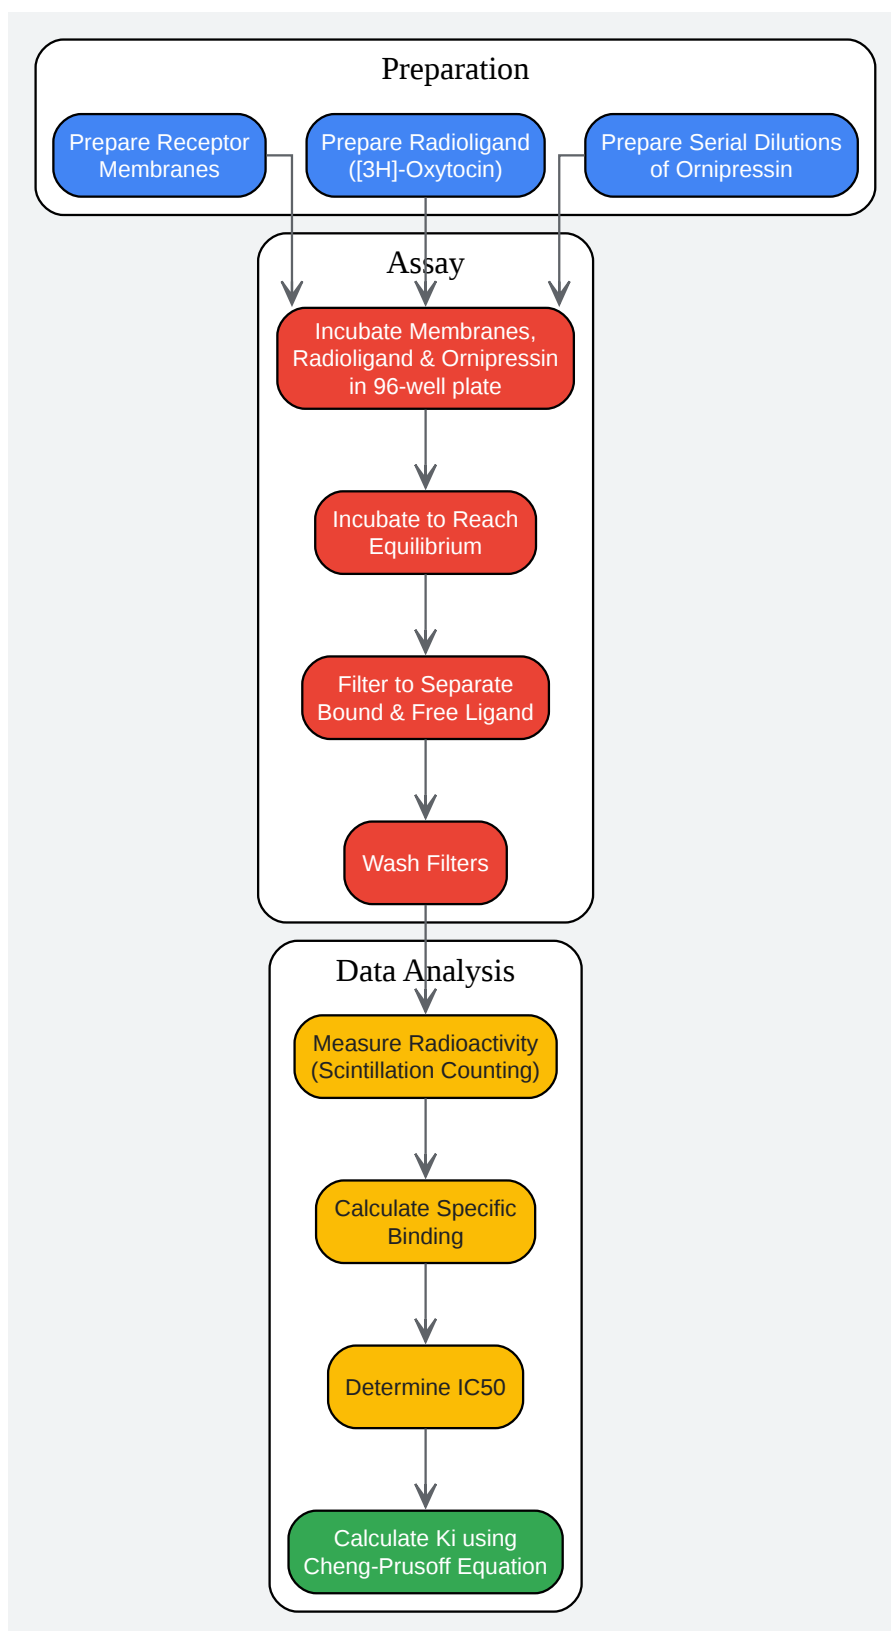 Preparation
Prepare Receptor
Membranes
Prepare Radioligand
([3H]-Oxytocin)
Prepare Serial Dilutions
of Ornipressin
Assay
Incubate Membranes,
Radioligand & Ornipressin
in 96-well plate
Incubate to Reach
Equilibrium
Filter to Separate
Bound & Free Ligand
Wash Filters
Data Analysis
Measure Radioactivity
(Scintillation Counting)
Calculate Specific
Binding
Determine IC50
Calculate Ki using
Cheng-Prusoff Equation